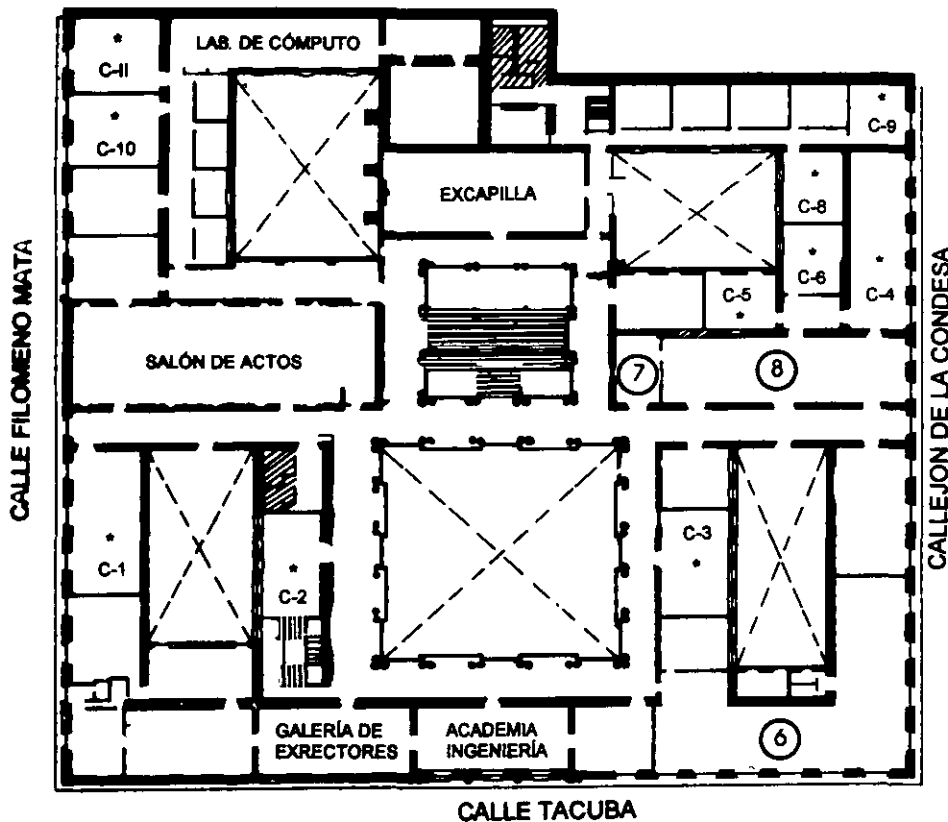 *
C-11
LAB. DE CÓMPUTO
*
C-10
*
C-9
EXCAPILLA
*
C-8
*
C-6
*
C-4
C-5
*
SALÓN DE ACTOS
7
8
CALLE FILOMENO MATA
CALLEJON DE LA CONDESA
*
C-1
*
C-2
C-3
*
GALERÍA DE
EXRECTORES
ACADEMIA
INGENIERÍA
6
CALLE TACUBA